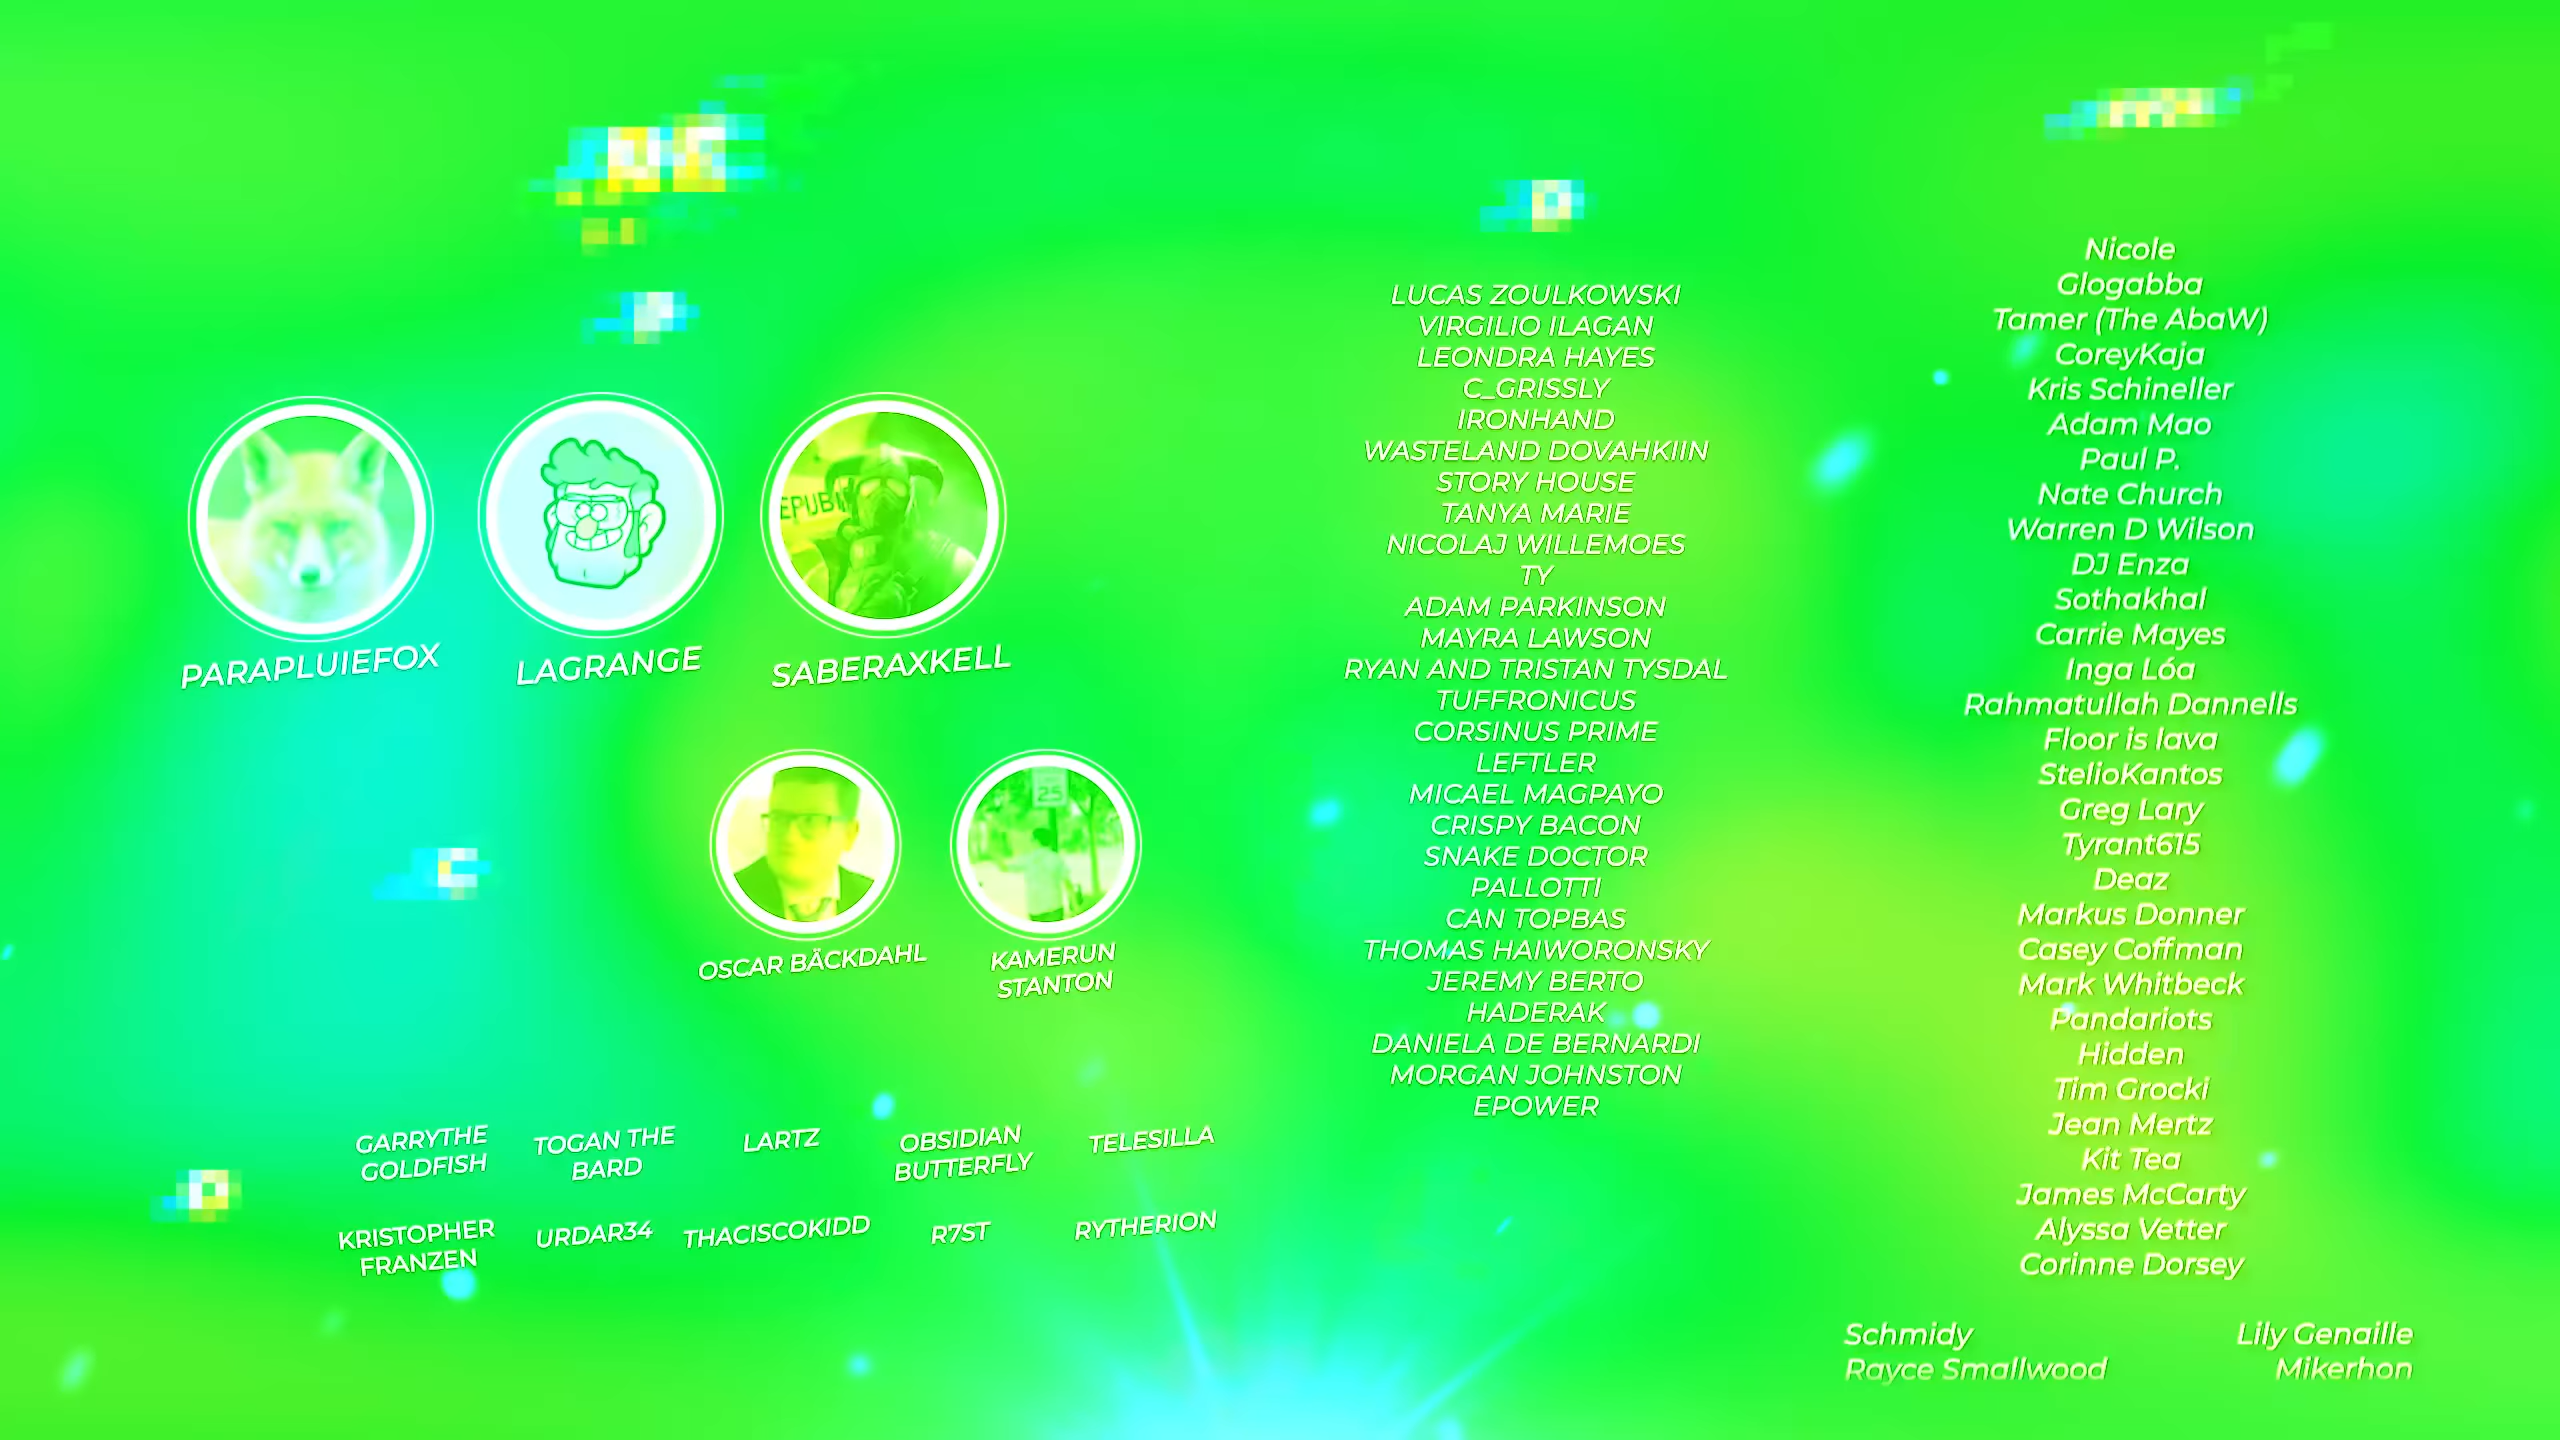 PARAPLUIEFOX
LAGRANGE
SABERAXKELL
EPUB
25
OSCAR BÄCKDAHL
KAMERUN
STANTON
GARRYTHE
GOLDFISH
TOGAN THE
BARD
LARTZ
OBSIDIAN
BUTTERFLY
TELESILLA
KRISTOPHER
FRANZEN
URDAR34
THACISCOKIDD
R7ST
RYTHERION
LUCAS ZOULKOWSKI
VIRGILIO ILAGAN
LEONDRA HAYES
C_GRISSLY
IRONHAND
WASTELAND DOVAHKIIN
STORY HOUSE
TANYA MARIE
NICOLAJ WILLEMOES
TY
ADAM PARKINSON
MAYRA LAWSON
RYAN AND TRISTAN TYSDAL
TUFFRONICUS
CORSINUS PRIME
LEFTLER
MICAEL MAGPAYO
CRISPY BACON
SNAKE DOCTOR
PALLOTTI
CAN TOPBAS
THOMAS HAIWORONSKY
JEREMY BERTO
HADERAK
DANIELA DE BERNARDI
MORGAN JOHNSTON
EPOWER
Nicole
Glogabba
Tamer (The AbaW)
CoreyKaja
Kris Schineller
Adam Mao
Paul P.
Nate Church
Warren D Wilson
DJ Enza
Sothakhal
Carrie Mayes
Inga Lóa
Rahmatullah Dannells
Floor is lava
StelioKantos
Greg Lary
Tyrant615
Deaz
Markus Donner
Casey Coffman
Mark Whitbeck
Pandariots
Hidden
Tim Grocki
Jean Mertz
Kit Tea
James McCarty
Alyssa Vetter
Corinne Dorsey
Schmidy
Rayce Smallwood
Lily Genaille
Mikerhon